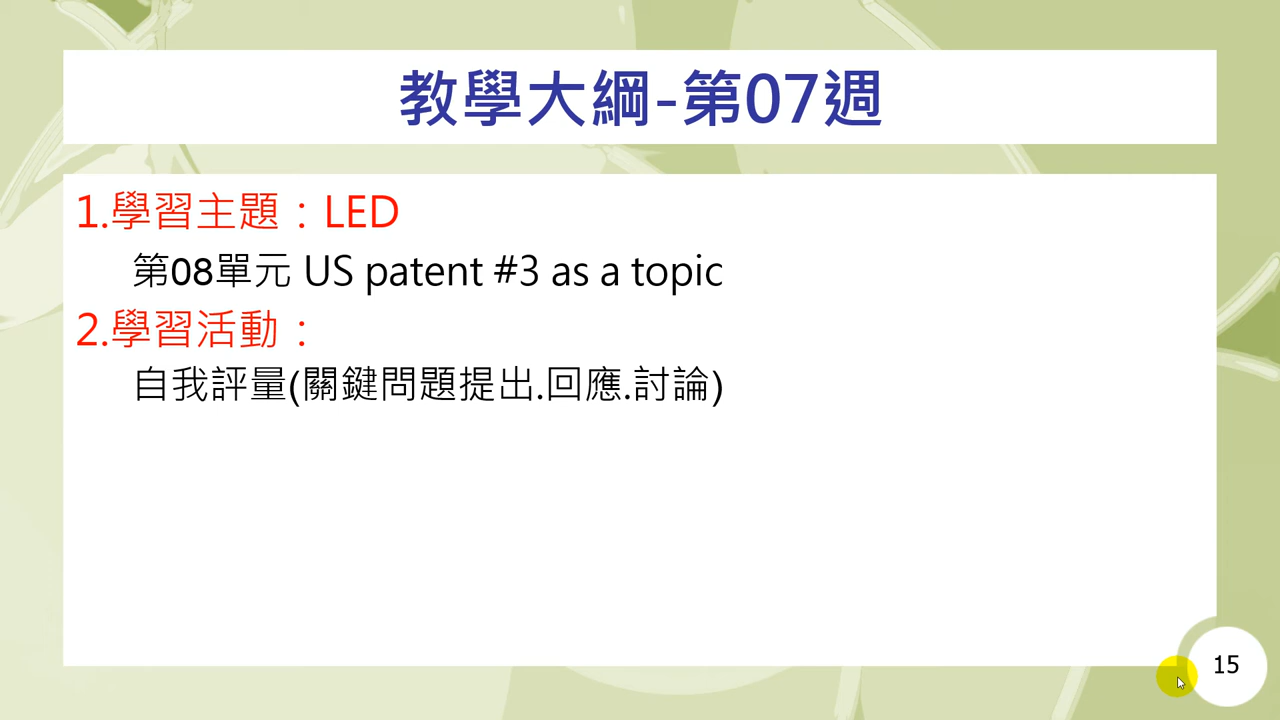 教學大綱-第07週
1.學習主題：LED
第08單元 US patent #3 as a topic
2.學習活動：
自我評量(關鍵問題提出.回應.討論)
15